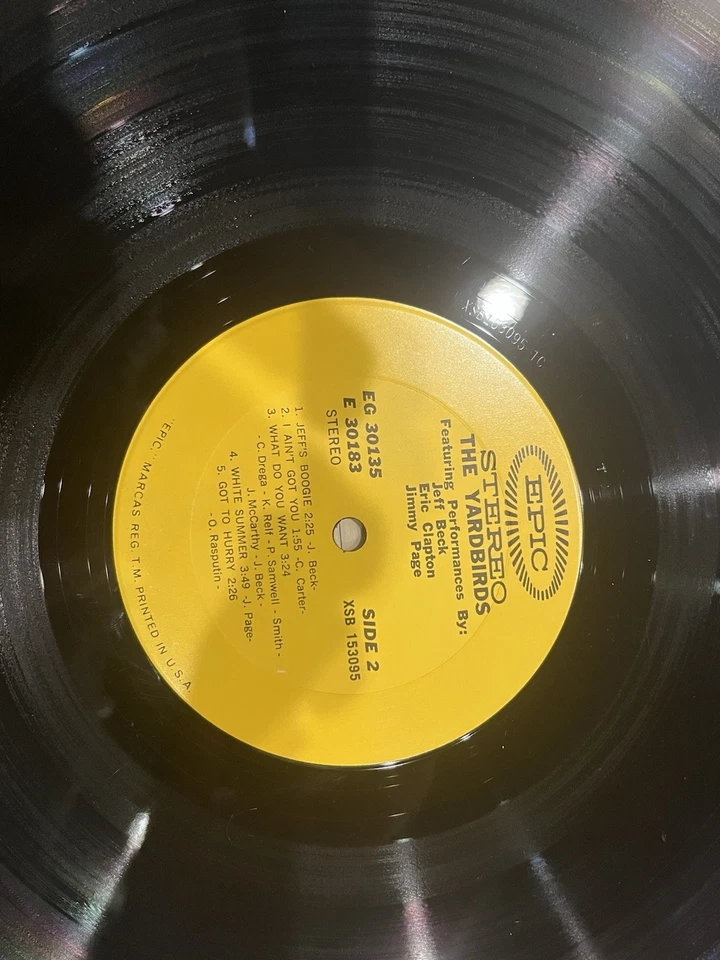 EPIC
STEREO
THE YARDBIRDS
Featuring Performances By:
Jeff Beck
Eric Clapton
Jimmy Page
EG 30135
E 30183
STEREO
SIDE 2
XSB 153095
1. JEFF'S BOOGIE 2:25 -J. Beck-
2. I AIN'T GOT YOU 1:55 -C. Carter-
3. WHAT DO YOU WANT 3:24
- C. Drega - K. Relf - P. Samwell - Smith -
J. McCarthy - J. Beck -
4. WHITE SUMMER 3:49 -J. Page-
5. GOT TO HURRY 2:26
- O. Rasputin -
"EPIC," MARCAS REG. T.M. PRINTED IN U.S.A.
XSB153095-1C